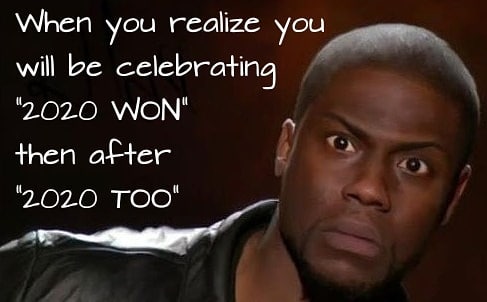 When you realize you
will be celebrating
"2020 WON"
then after
"2020 TOO"